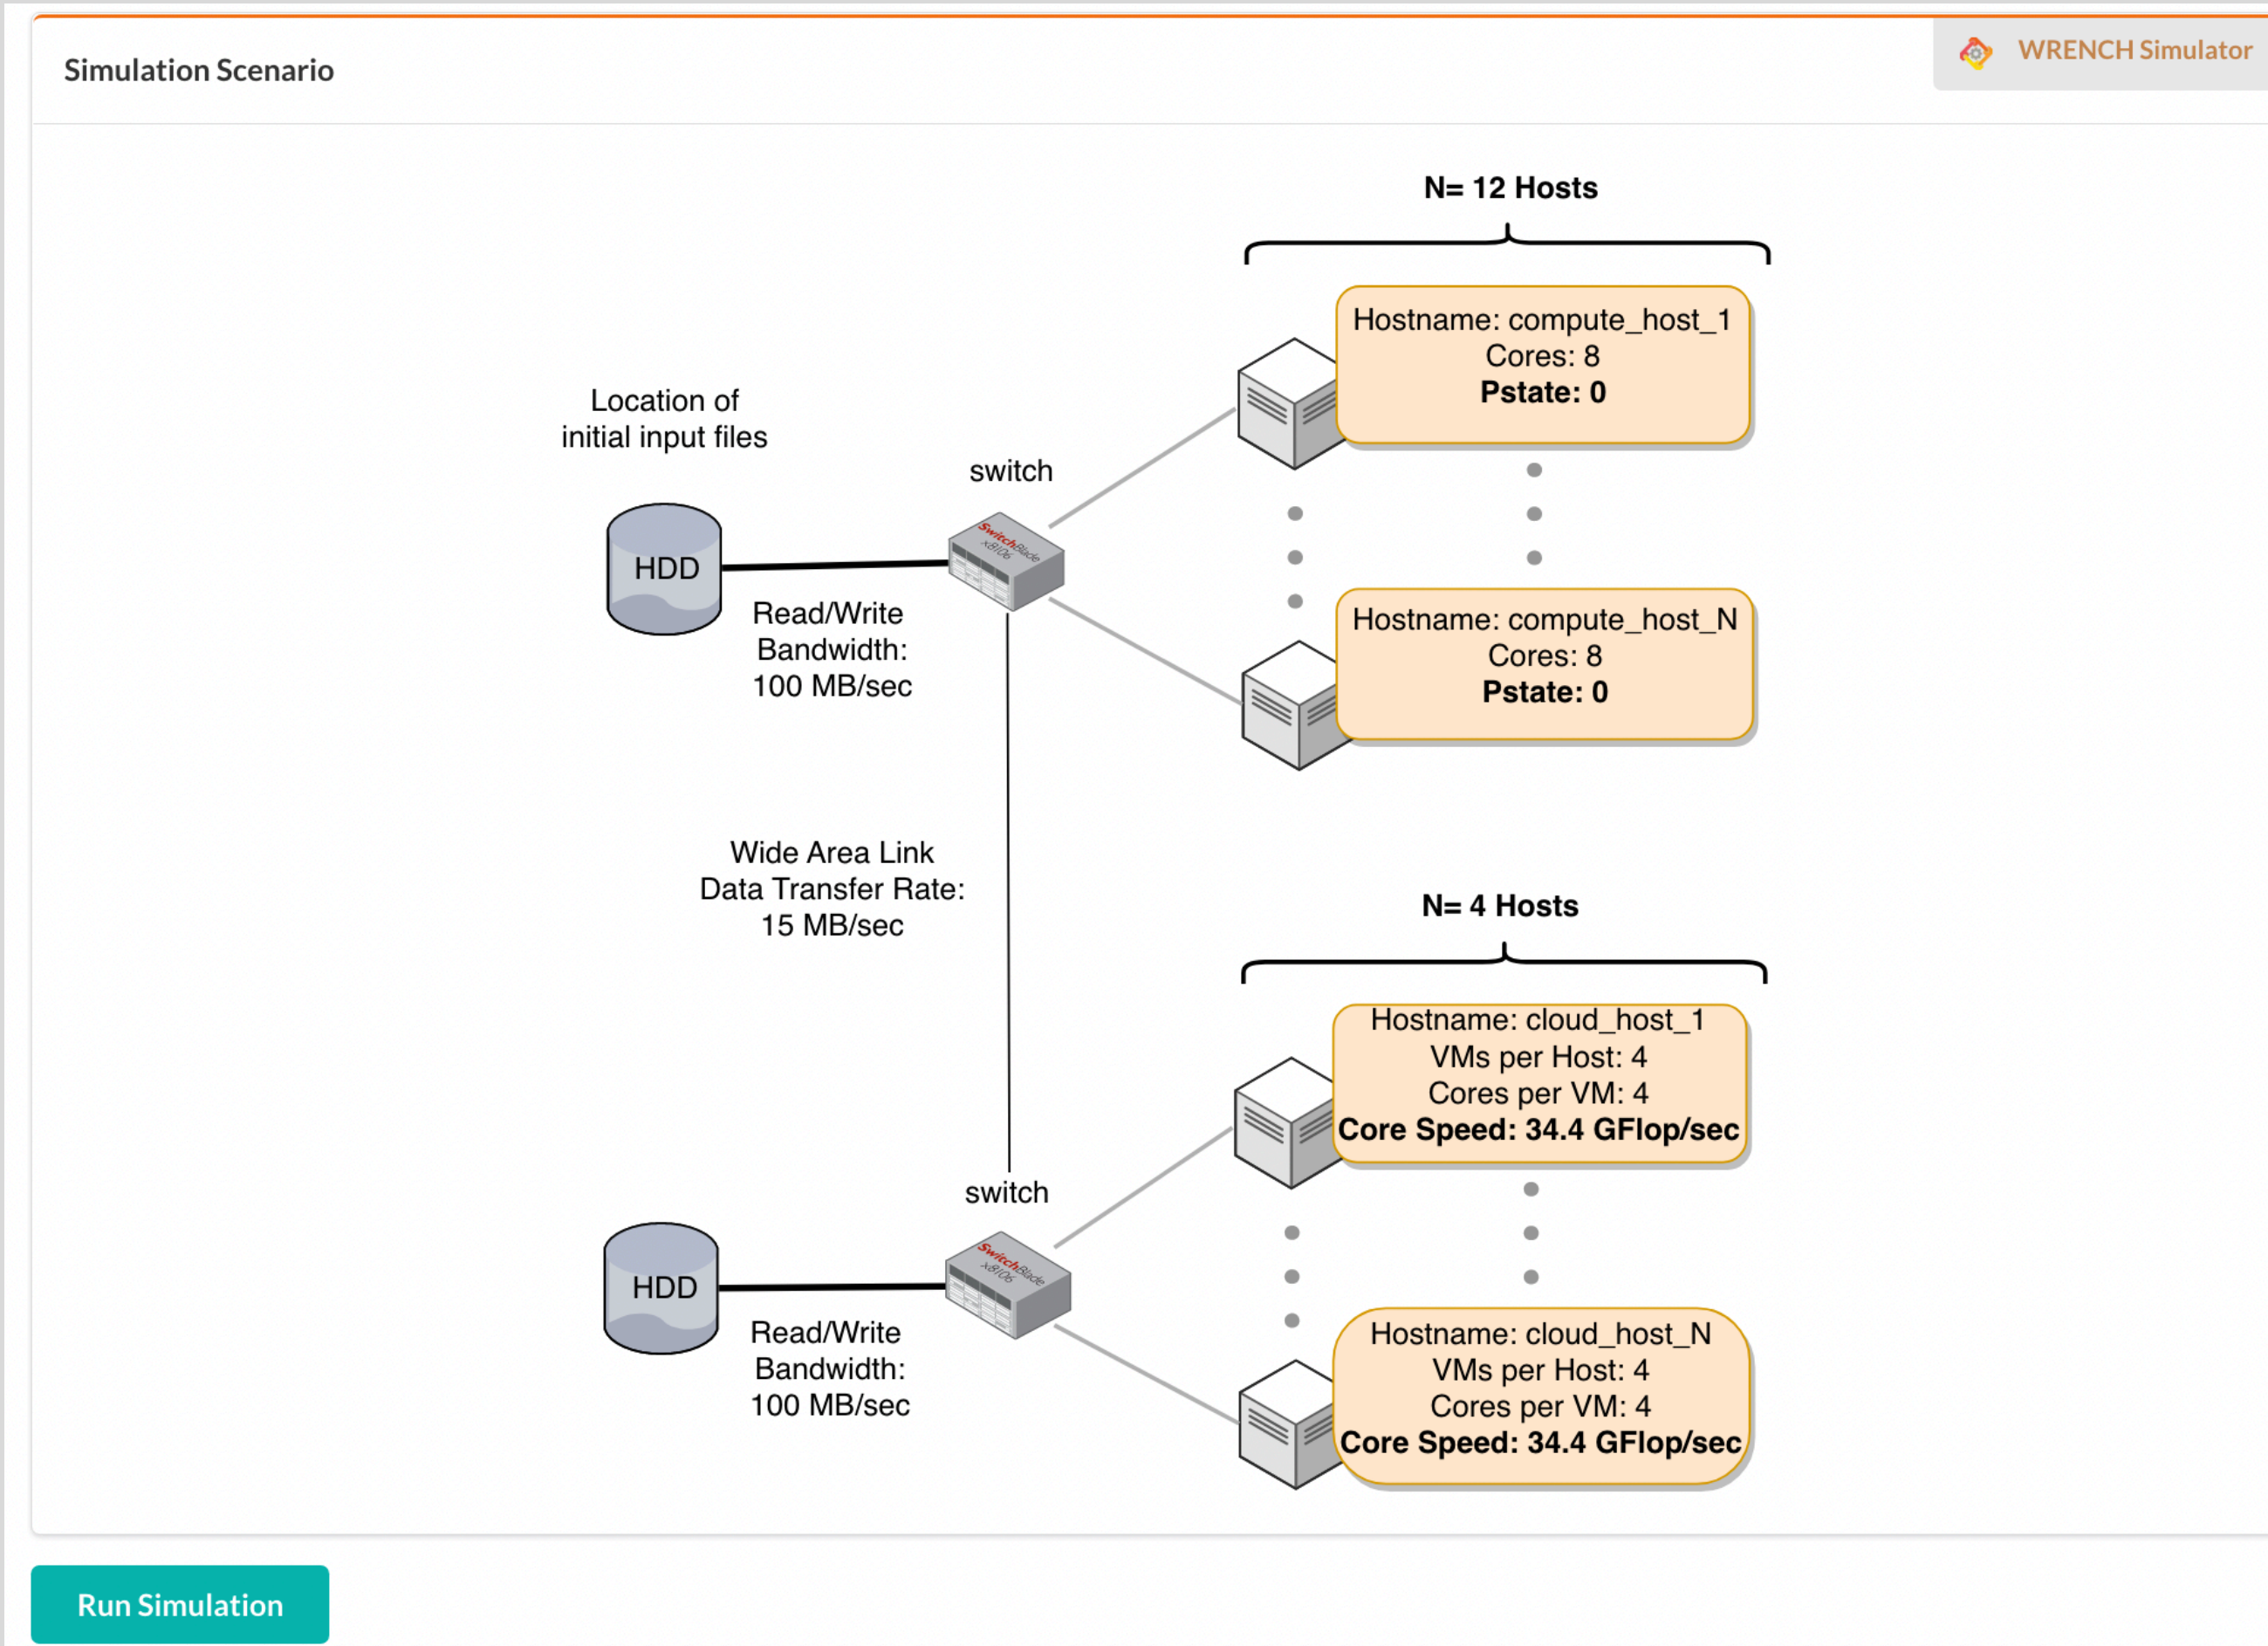 Simulation Scenario
WRENCH Simulator
N= 12 Hosts
Hostname: compute_host_1
Cores: 8
Pstate: 0
Location of
initial input files
switch
SwitchBlade
x8106
HDD
Read/Write
Bandwidth:
100 MB/sec
Hostname: compute_host_N
Cores: 8
Pstate: 0
Wide Area Link
Data Transfer Rate:
15 MB/sec
N= 4 Hosts
Hostname: cloud_host_1
VMs per Host: 4
Cores per VM: 4
Core Speed: 34.4 GFlop/sec
switch
SwitchBlade
x8106
HDD
Read/Write
Bandwidth:
100 MB/sec
Hostname: cloud_host_N
VMs per Host: 4
Cores per VM: 4
Core Speed: 34.4 GFlop/sec
Run Simulation